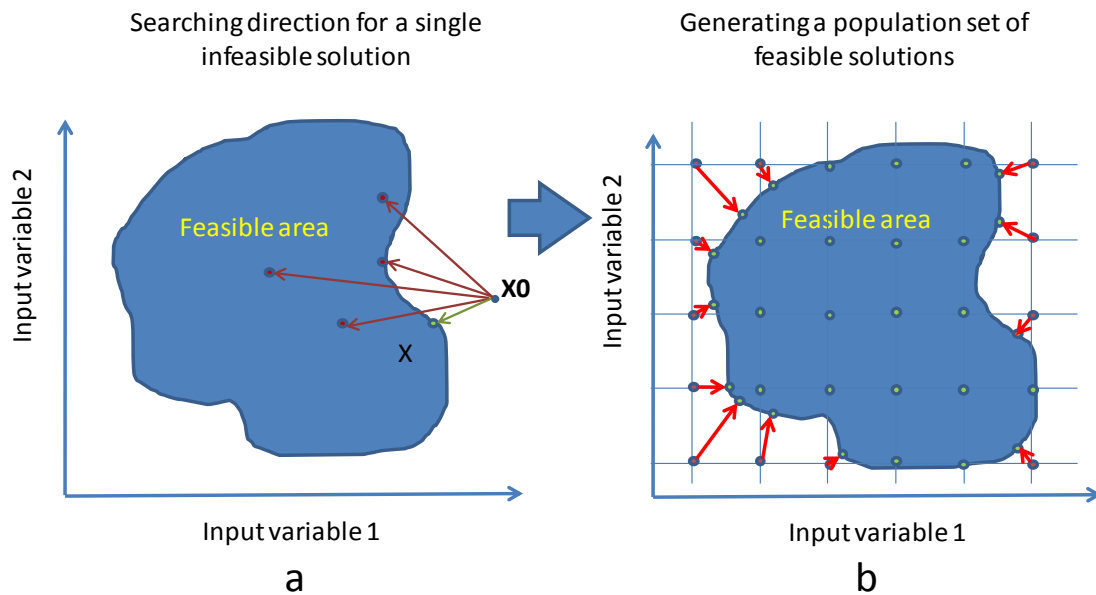 Searching direction for a single
infeasible solution
Generating a population set of
feasible solutions
Input variable 2
Feasible area
X0
X
Input variable 1
a
Input variable 2
Feasible area
Input variable 1
b